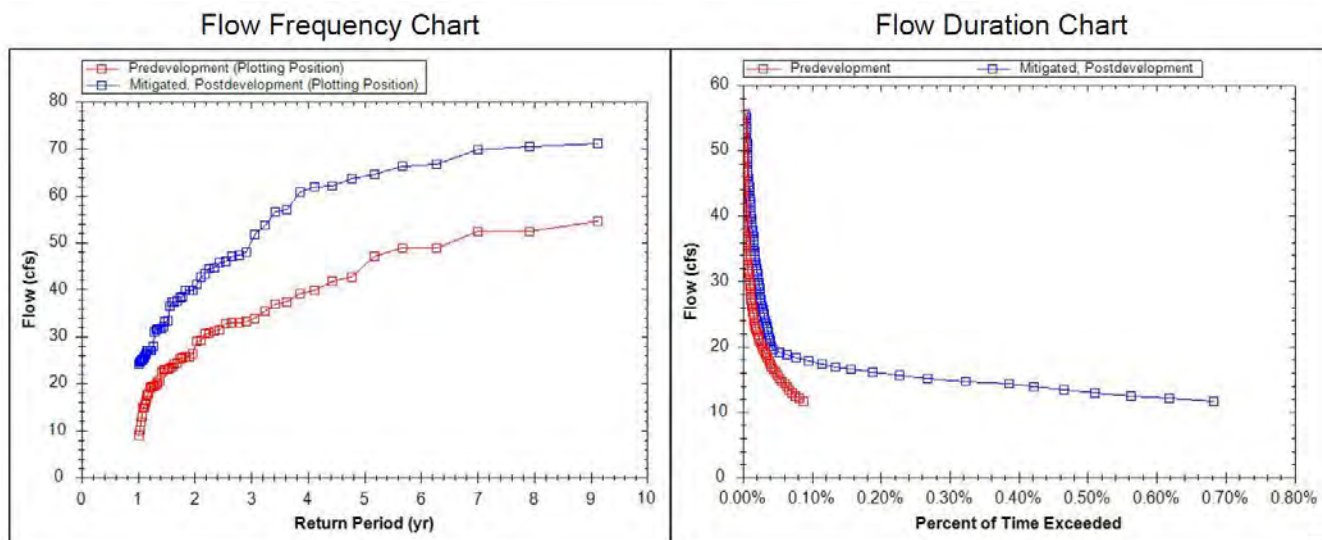 Flow Frequency Chart
Predevelopment (Plotting Position)
Mitigated, Postdevelopment (Plotting Position)
80
70
60
50
40
30
20
10
0
Flow (cfs)
0 1 2 3 4 5 6 7 8 9 10
Return Period (yr)
Flow Duration Chart
Predevelopment Mitigated, Postdevelopment
60
50
40
30
20
10
0
Flow (cfs)
0.00% 0.10% 0.20% 0.30% 0.40% 0.50% 0.60% 0.70% 0.80%
Percent of Time Exceeded